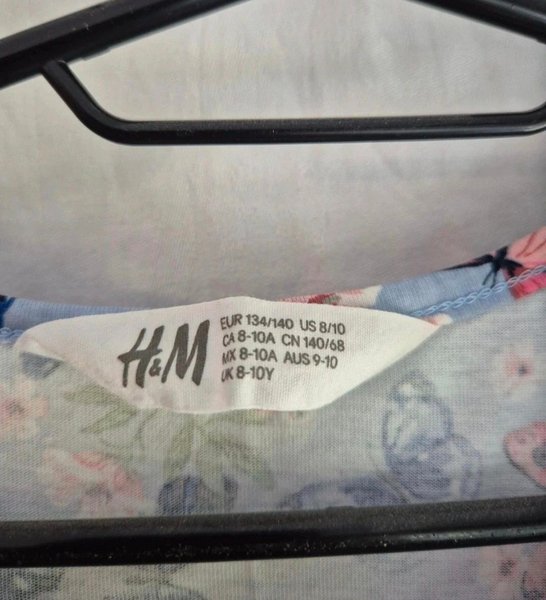 H&M
EUR 134/140 US 8/10
CA 8-10A CN 140/68
MX 8-10A AUS 9-10
UK 8-10Y